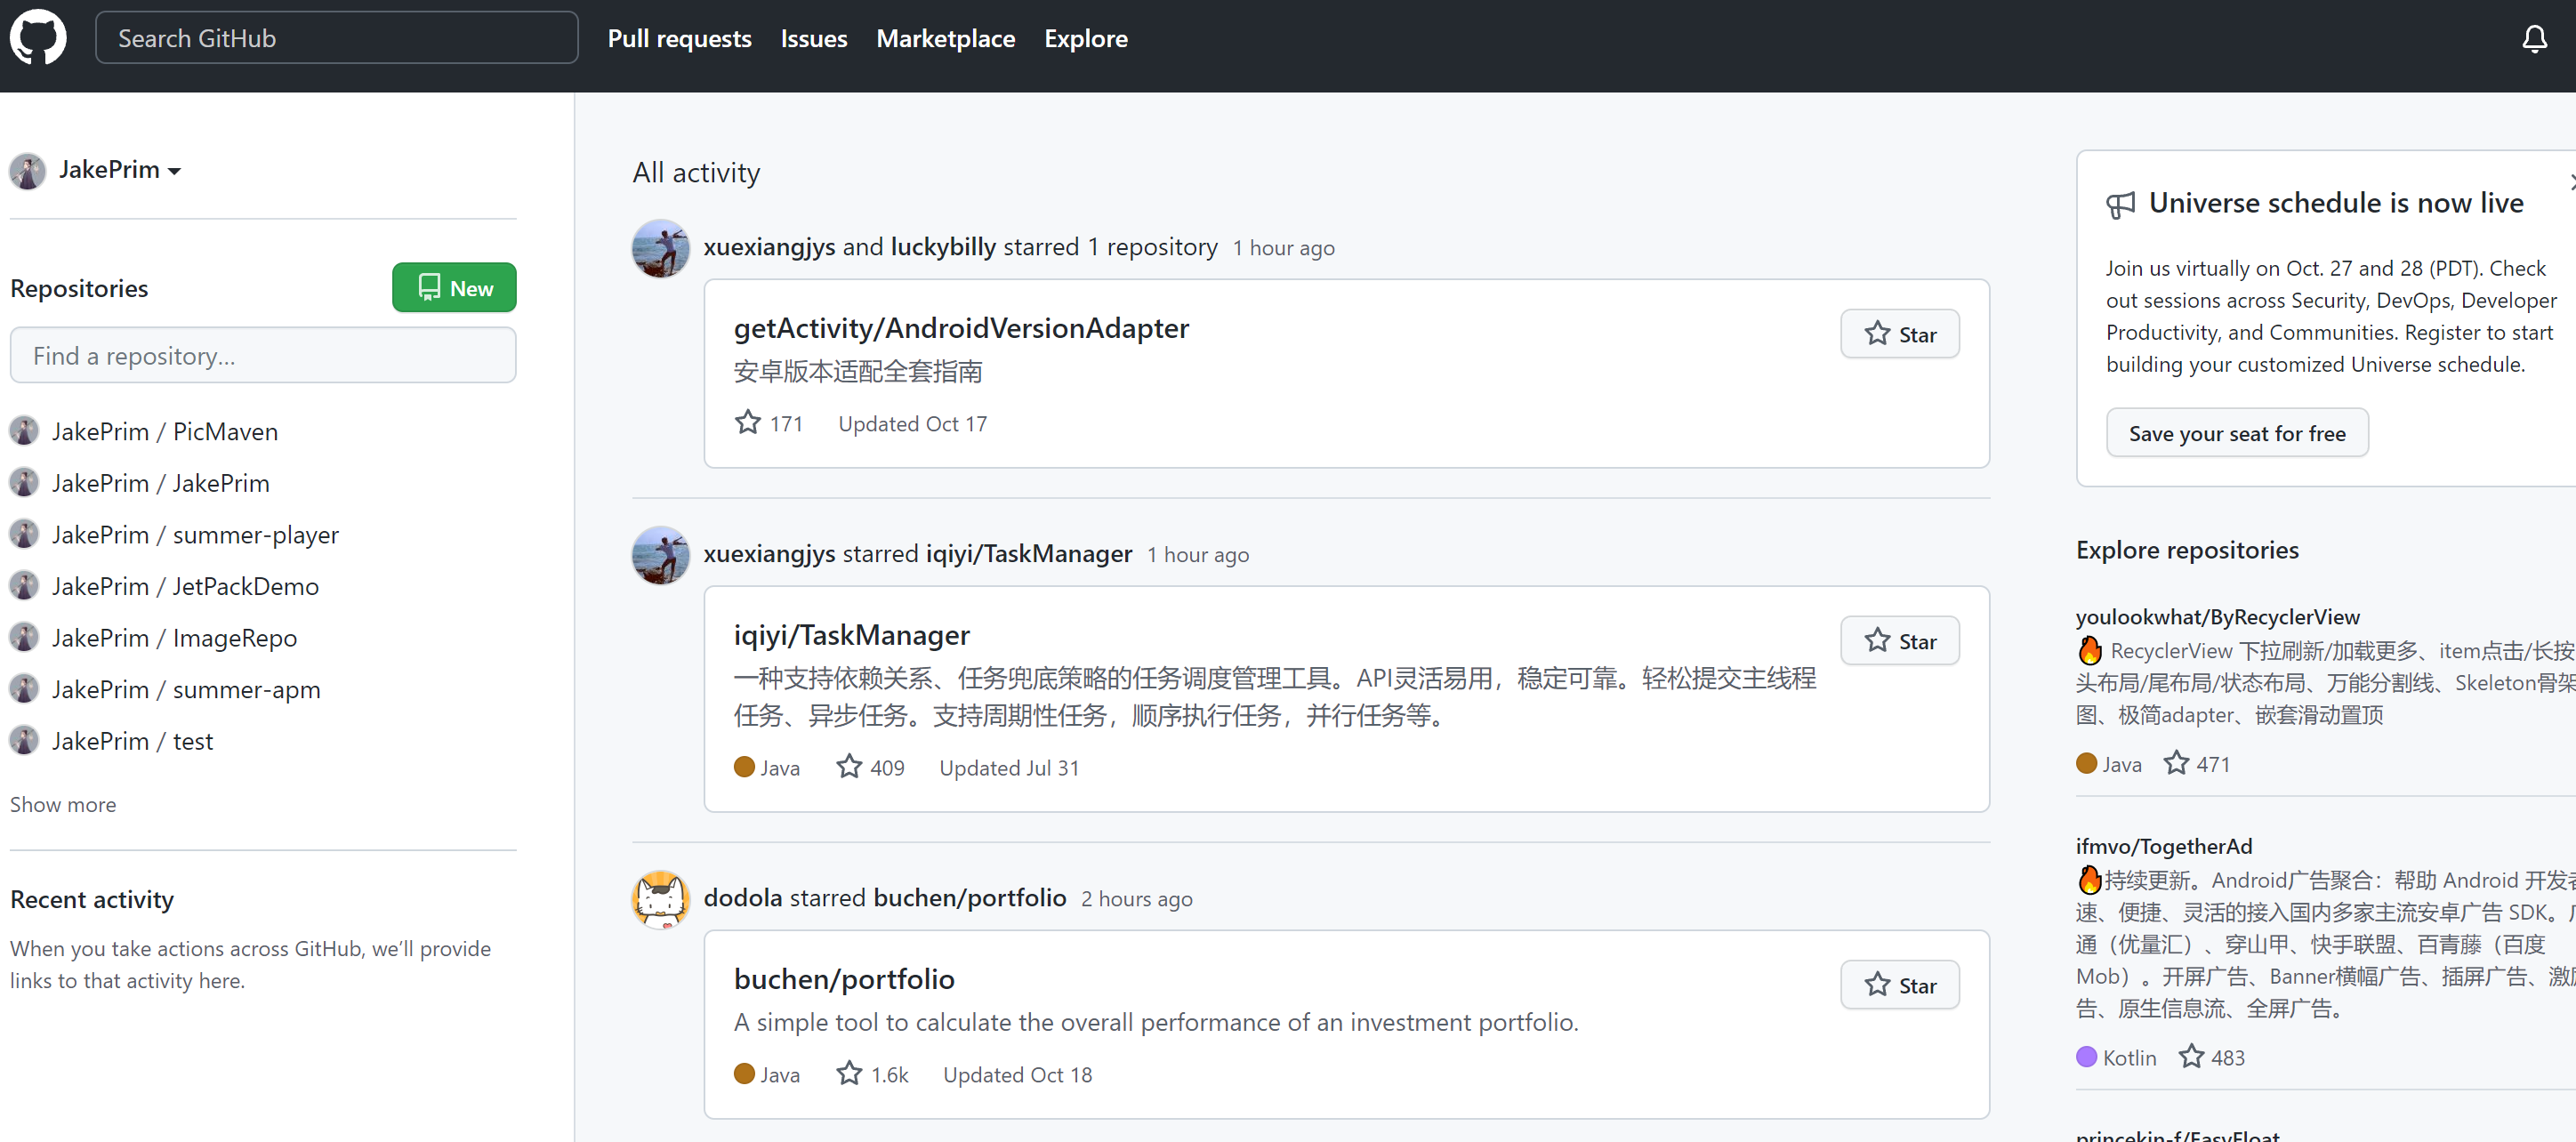 Search GitHub
Pull requests
Issues
Marketplace
Explore
JakePrim
Repositories
New
Find a repository...
JakePrim / PicMaven
JakePrim / JakePrim
JakePrim / summer-player
JakePrim / JetPackDemo
JakePrim / ImageRepo
JakePrim / summer-apm
JakePrim / test
Show more
Recent activity
When you take actions across GitHub, we’ll provide
links to that activity here.
All activity
xuexiangjys and luckybilly starred 1 repository 1 hour ago
getActivity/AndroidVersionAdapter
Star
安卓版本适配全套指南
171 Updated Oct 17
xuexiangjys starred iqiyi/TaskManager 1 hour ago
iqiyi/TaskManager
Star
一种支持依赖关系、任务兜底策略的任务调度管理工具。API灵活易用，稳定可靠。轻松提交主线程
任务、异步任务。支持周期性任务，顺序执行任务，并行任务等。
Java 409 Updated Jul 31
dodola starred buchen/portfolio 2 hours ago
buchen/portfolio
Star
A simple tool to calculate the overall performance of an investment portfolio.
Java 1.6k Updated Oct 18
Universe schedule is now live
Join us virtually on Oct. 27 and 28 (PDT). Check
out sessions across Security, DevOps, Developer
Productivity, and Communities. Register to start
building your customized Universe schedule.
Save your seat for free
Explore repositories
youlookwhat/ByRecyclerView
🔥 RecyclerView 下拉刷新/加载更多、item点击/长按
头布局/尾布局/状态布局、万能分割线、Skeleton骨架
图、极简adapter、嵌套滑动置顶
Java 471
ifmvo/TogetherAd
🔥持续更新。Android广告聚合：帮助 Android 开发者
速、便捷、灵活的接入国内多家主流安卓广告 SDK。
通（优量汇）、穿山甲、快手联盟、百青藤（百度
Mob）。开屏广告、Banner横幅广告、插屏广告、激励
告、原生信息流、全屏广告。
Kotlin 483
princekin-f/EasyFloat